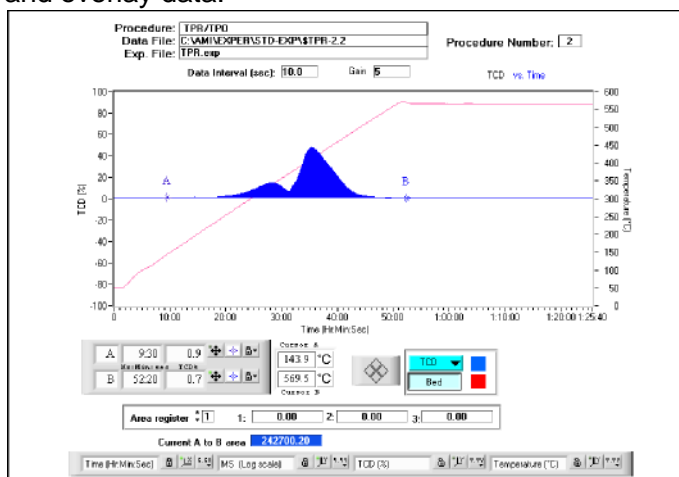 and overlay data.
Procedure: TPR/TPO
Data File: C:\AMI\EXPER\STD-EXP\$TPR-2.2
Exp. File: TPR.exp
Procedure Number: 2
Data Interval (sec): 10.0 Gain 5
TCD vs. Time
100 600
80 550
60 500
40 450
20 400
0 350
-20 300
-40 250
-60 200
-80 150
-100 100
50
0
TCD (%)
Temperature (°C)
A
B
0 10:00 20:00 30:00 40:00 50:00 1:00:00 1:10:00 1:20:00 1:25:40
Time (Hr:Min:Sec)
A 9:30 0.9
Hr:Min:sec TCD%
B 52:20 0.7
Cursor A
143.9 °C
569.5 °C
Cursor B
TCD
Bed
Area register 1 1: 0.00 2: 0.00 3: 0.00
Current A to B area 242700.20
Time (Hr:Min:Sec) MS (Log scale) TCD (%) Temperature (°C)